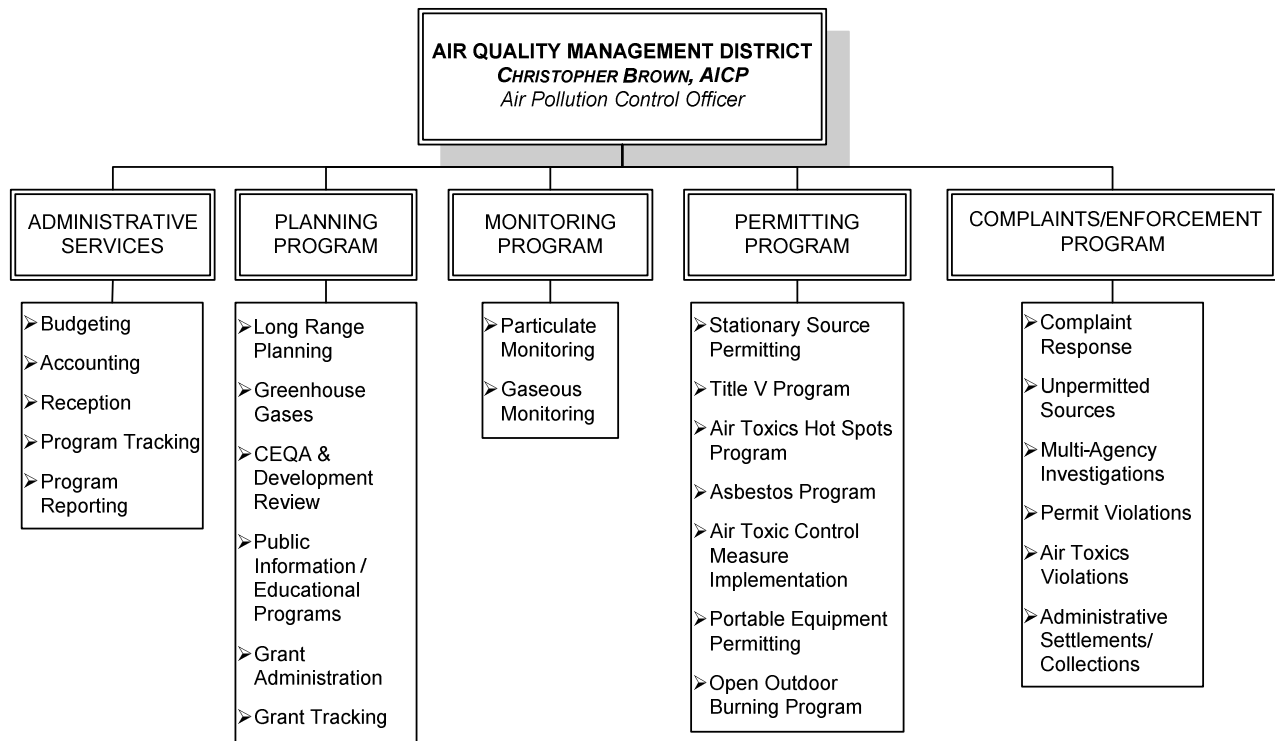 AIR QUALITY MANAGEMENT DISTRICT
CHRISTOPHER BROWN, AICP
Air Pollution Control Officer
ADMINISTRATIVE
SERVICES
➢Budgeting
➢Accounting
➢Reception
➢Program Tracking
➢Program
Reporting
PLANNING
PROGRAM
➢Long Range
Planning
➢Greenhouse
Gases
➢CEQA &
Development
Review
➢Public
Information /
Educational
Programs
➢Grant
Administration
➢Grant Tracking
MONITORING
PROGRAM
➢Particulate
Monitoring
➢Gaseous
Monitoring
PERMITTING
PROGRAM
➢Stationary Source
Permitting
➢Title V Program
➢Air Toxics Hot Spots
Program
➢Asbestos Program
➢Air Toxic Control
Measure
Implementation
➢Portable Equipment
Permitting
➢Open Outdoor
Burning Program
COMPLAINTS/ENFORCEMENT
PROGRAM
➢Complaint
Response
➢Unpermitted
Sources
➢Multi-Agency
Investigations
➢Permit Violations
➢Air Toxics
Violations
➢Administrative
Settlements/
Collections